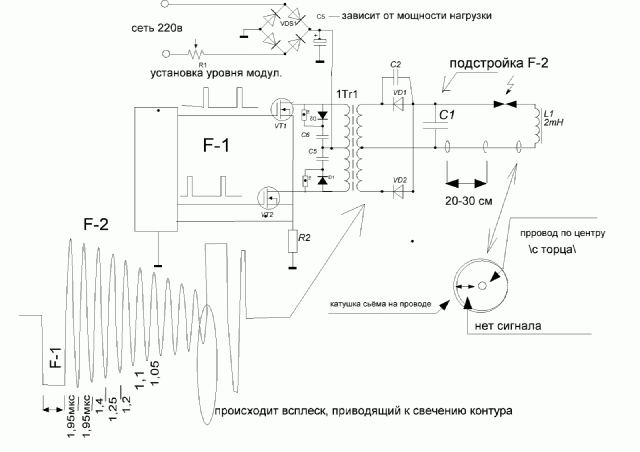 C5 — зависит от мощности нагрузки
сеть 220в
VDS1
R1
установка уровня модул.
C2
подстройка F-2
1Tr1
VD1
C1
L1
2mH
VT1
C6
F-1
C5
D1
VT2
VD2
20-30 см
F-2
R2
прровод по центру
\с торца\
катушка съёма на проводе
нет сигнала
F-1
1,95мкс
1,95мкс
1,4
1,25
1,2
1,1
1,05
происходит всплеск, приводящий к свечению контура